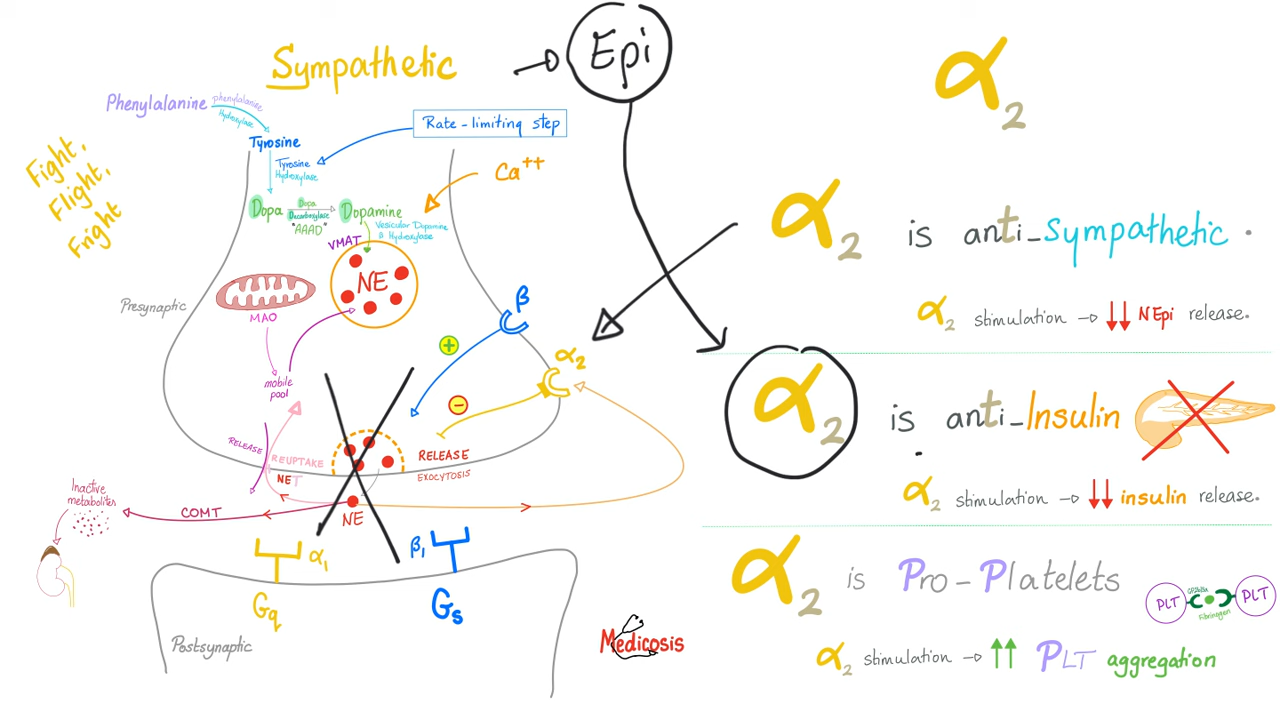 Sympathetic
Epi
Phenylalanine
phenylalanine
Hydroxylase
Tyrosine
Rate-limiting step
Tyrosine
Hydroxylase
Ca++
Fight,
Flight,
Fright
Dopa
Dopa
Decarboxylase
"AAAD"
Dopamine
Vesicular Dopamine
β Hydroxylase
VMAT
NE
MAO
Presynaptic
β
+
α2
−
mobile
pool
RELEASE
REUPTAKE
NET
RELEASE
EXOCYTOSIS
NE
COMT
Inactive
metabolites
α1
β1
Gq
Gs
Postsynaptic
Medicosis
α2
α2 is anti-Sympathetic.
α2 stimulation → ↓↓ NEpi release.
α2 is anti-Insulin
α2 stimulation → ↓↓ insulin release.
α2 is Pro-Platelets
PLT
GPIIb/IIIa
Fibrinogen
PLT
α2 stimulation → ↑↑ PLT aggregation